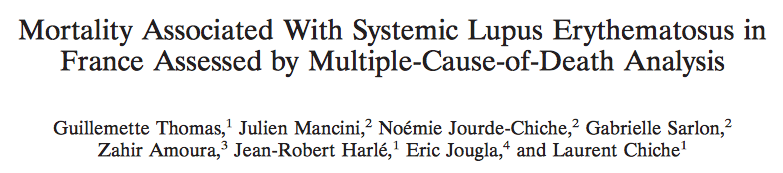 Mortality Associated With Systemic Lupus Erythematosus in
France Assessed by Multiple-Cause-of-Death Analysis
Guillemette Thomas,¹ Julien Mancini,² Noémie Jourde-Chiche,² Gabrielle Sarlon,²
Zahir Amoura,³ Jean-Robert Harlé,¹ Eric Jougla,⁴ and Laurent Chiche¹